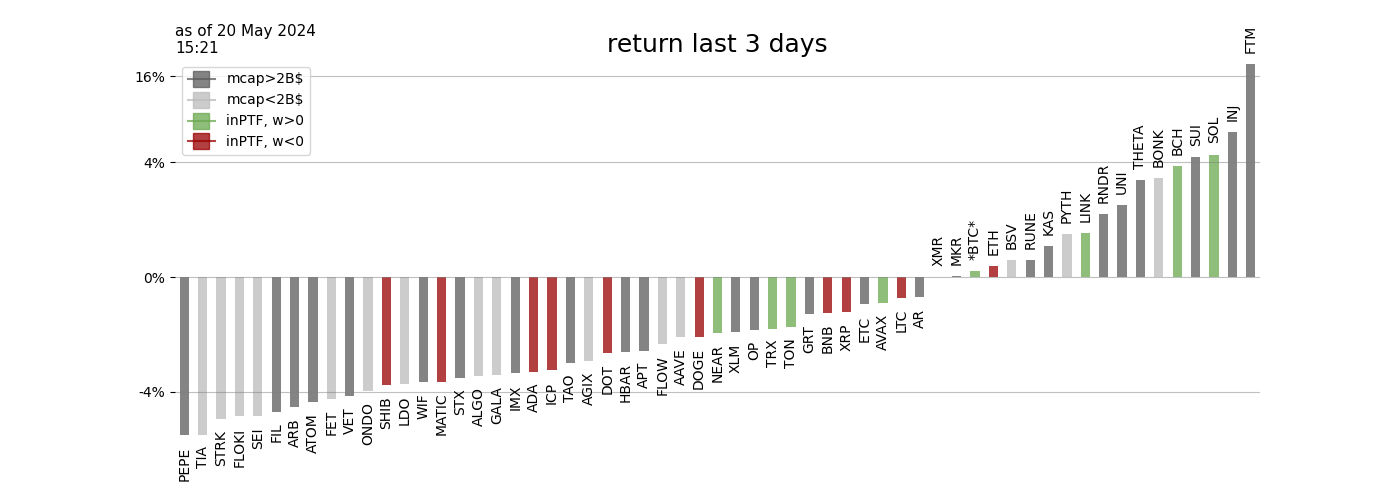 as of 20 May 2024
15:21
return last 3 days
mcap>2B$
mcap<2B$
inPTF, w>0
inPTF, w<0
16%
4%
0%
-4%
PEPE
TIA
STRK
FLOKI
SEI
FIL
ARB
ATOM
FET
VET
ONDO
SHIB
LDO
WIF
MATIC
STX
ALGO
GALA
IMX
ADA
ICP
TAO
AGIX
DOT
HBAR
APT
FLOW
AAVE
DOGE
NEAR
XLM
OP
TRX
TON
GRT
BNB
XRP
ETC
AVAX
LTC
AR
XMR
MKR
*BTC*
ETH
BSV
RUNE
KAS
PYTH
LINK
RNDR
UNI
THETA
BONK
BCH
SUI
SOL
INJ
FTM